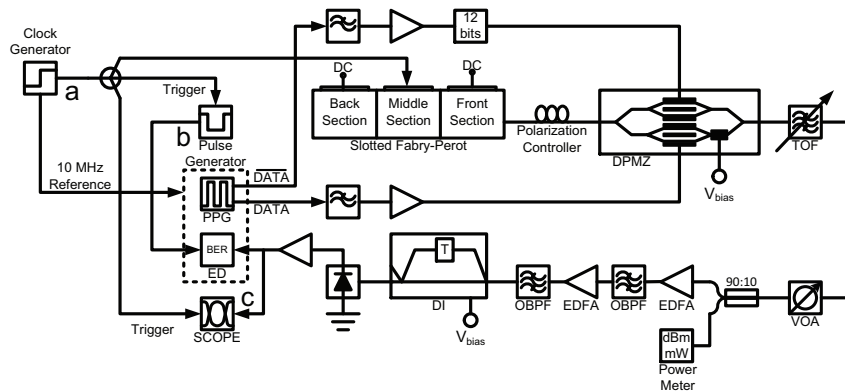 Clock
Generator
a
Trigger
b
Pulse
Generator
10 MHz
Reference
DATA
PPG
DATA
BER
ED
c
Trigger
SCOPE
12
bits
DC
DC
Back
Section
Middle
Section
Front
Section
Slotted Fabry-Perot
Polarization
Controller
DPMZ
Vbias
TOF
T
DI
Vbias
OBPF
EDFA
OBPF
EDFA
90:10
dBm
mW
Power
Meter
VOA